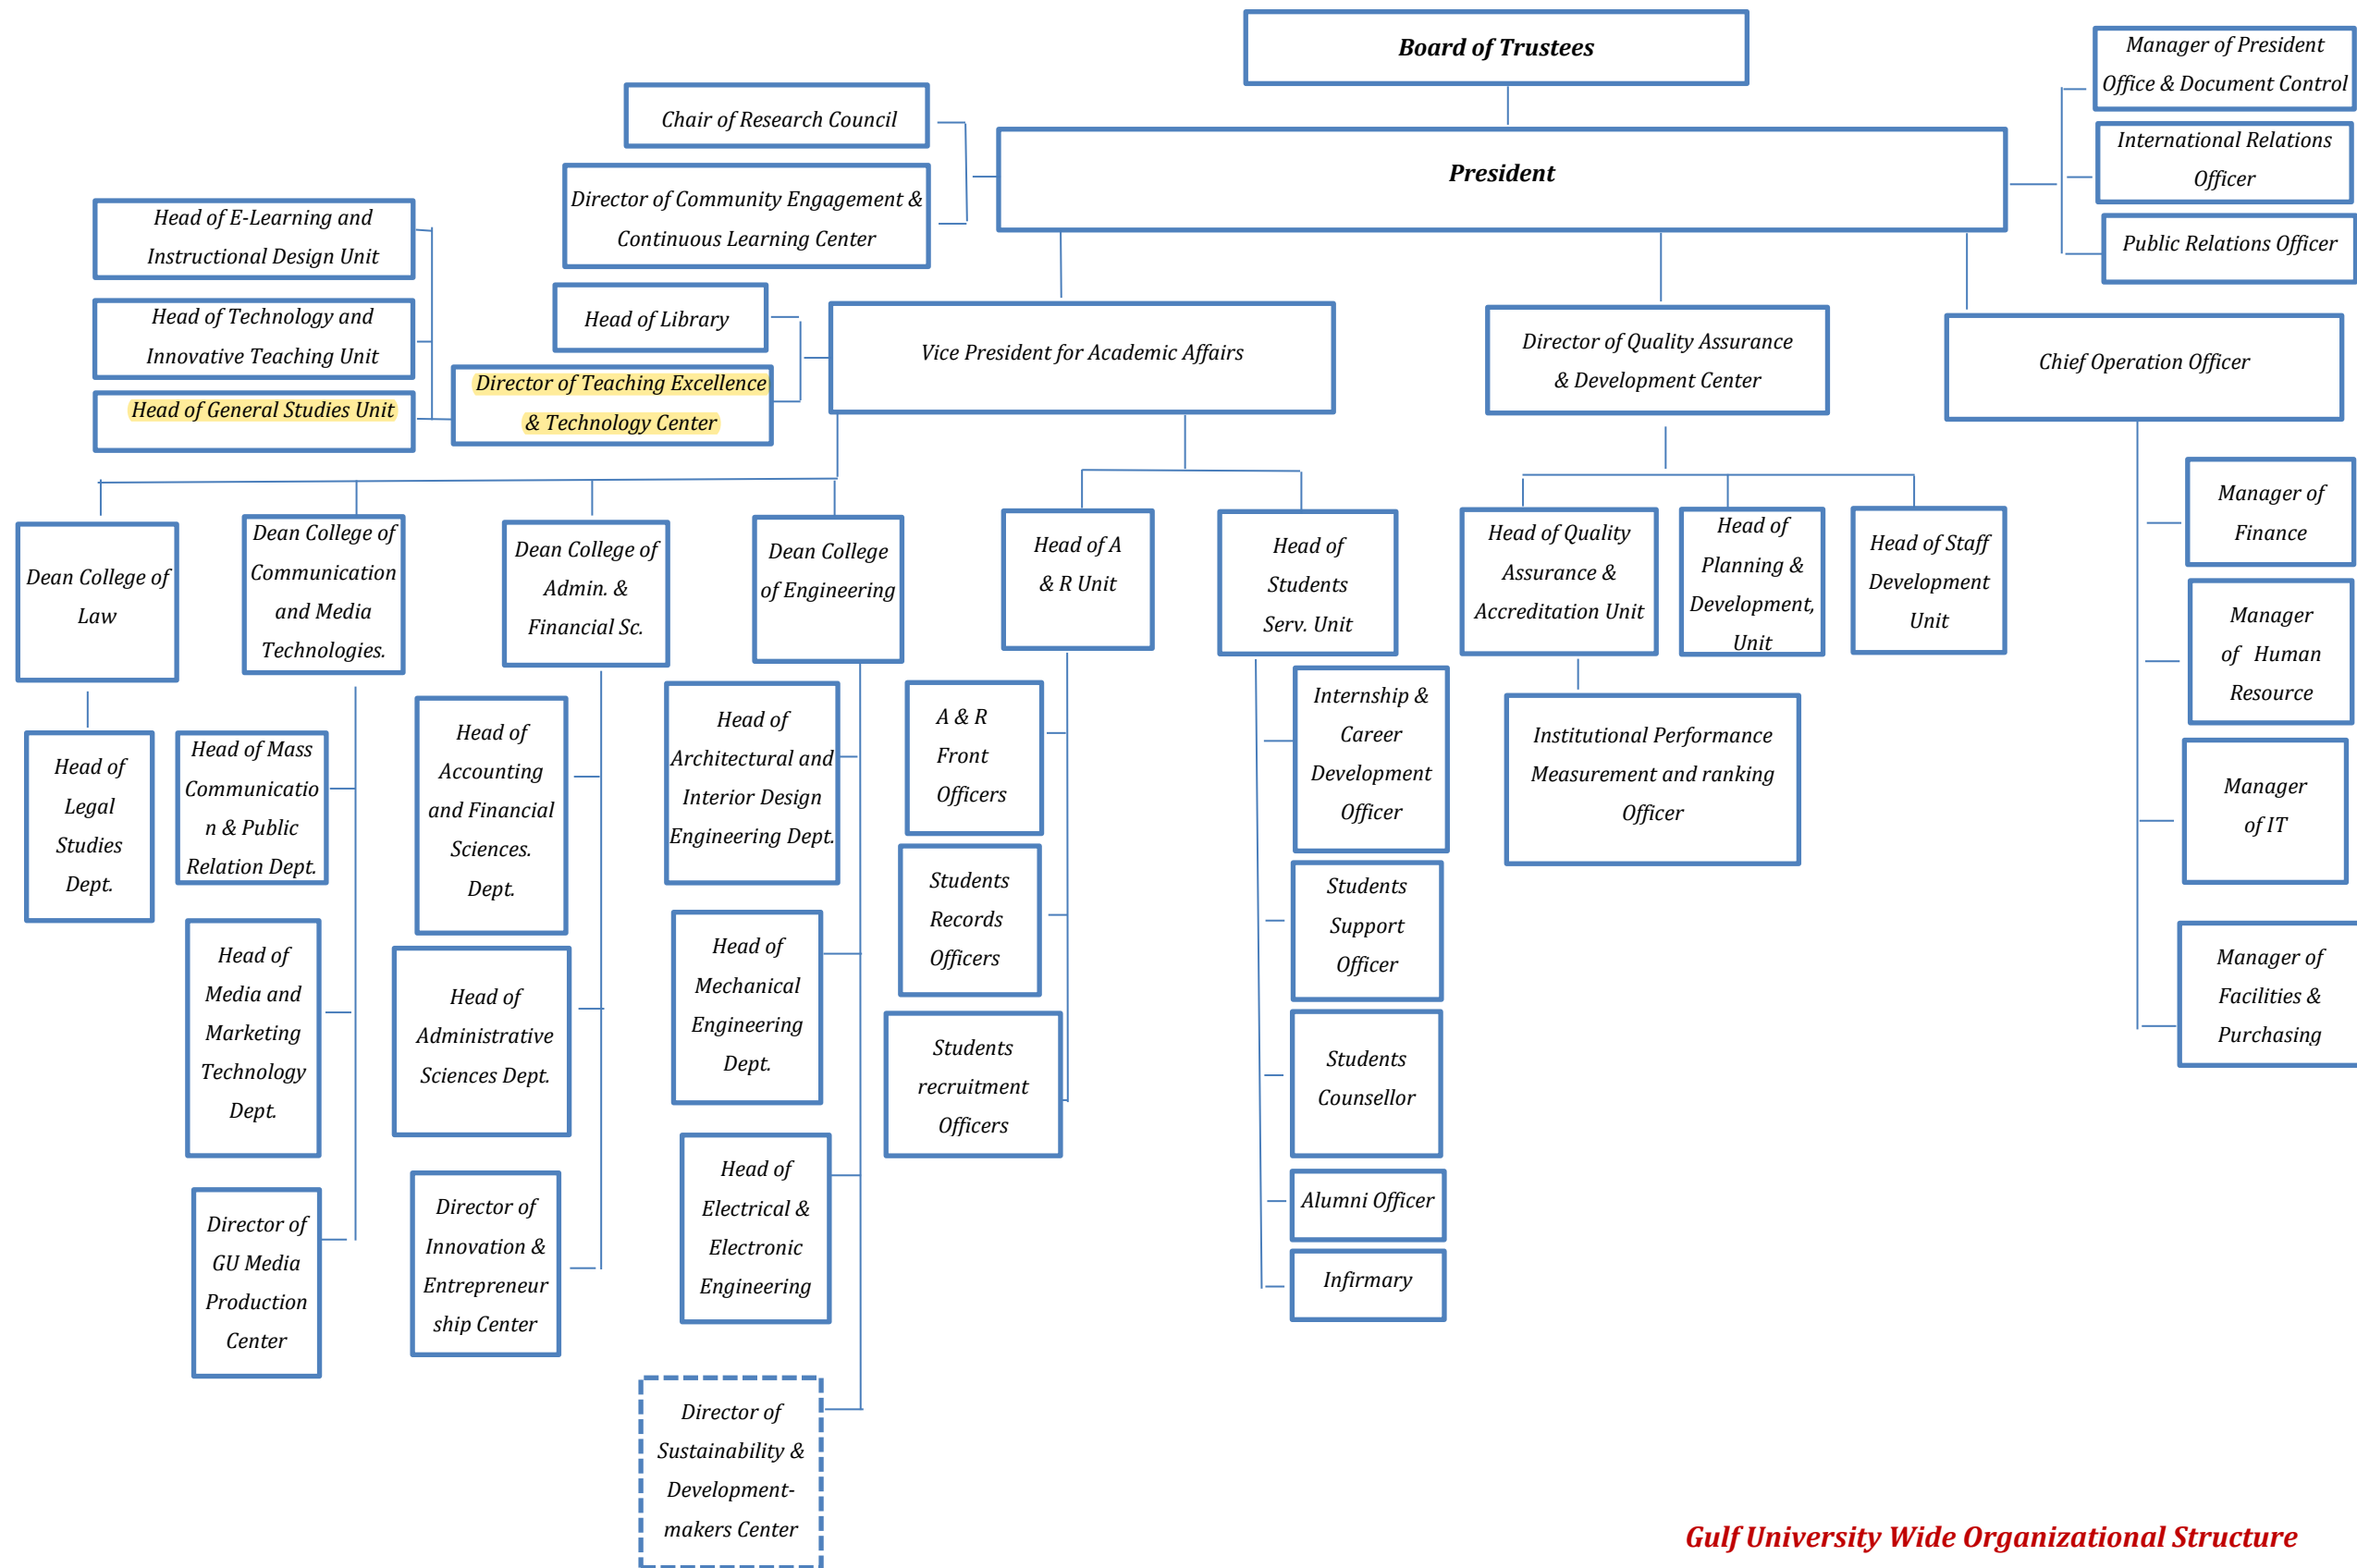 Board of Trustees
Manager of President
Office & Document Control
Chair of Research Council
President
International Relations
Officer
Director of Community Engagement &
Continuous Learning Center
Public Relations Officer
Head of E-Learning and
Instructional Design Unit
Head of Technology and
Innovative Teaching Unit
Head of General Studies Unit
Head of Library
Director of Teaching Excellence
& Technology Center
Vice President for Academic Affairs
Director of Quality Assurance
& Development Center
Chief Operation Officer
Dean College of
Law
Dean College of
Communication
and Media
Technologies.
Dean College of
Admin. &
Financial Sc.
Dean College
of Engineering
Head of A
& R Unit
Head of
Students
Serv. Unit
Head of Quality
Assurance &
Accreditation Unit
Head of
Planning &
Development,
Unit
Head of Staff
Development
Unit
Manager of
Finance
Manager
of Human
Resource
Manager
of IT
Manager of
Facilities &
Purchasing
Head of
Legal
Studies
Dept.
Head of Mass
Communicatio
n & Public
Relation Dept.
Head of
Media and
Marketing
Technology
Dept.
Director of
GU Media
Production
Center
Head of
Accounting
and Financial
Sciences.
Dept.
Head of
Administrative
Sciences Dept.
Director of
Innovation &
Entrepreneur
ship Center
Head of
Architectural and
Interior Design
Engineering Dept.
Head of
Mechanical
Engineering
Dept.
Head of
Electrical &
Electronic
Engineering
Director of
Sustainability &
Development-
makers Center
A & R
Front
Officers
Students
Records
Officers
Students
recruitment
Officers
Internship &
Career
Development
Officer
Students
Support
Officer
Students
Counsellor
Alumni Officer
Infirmary
Institutional Performance
Measurement and ranking
Officer
Gulf University Wide Organizational Structure